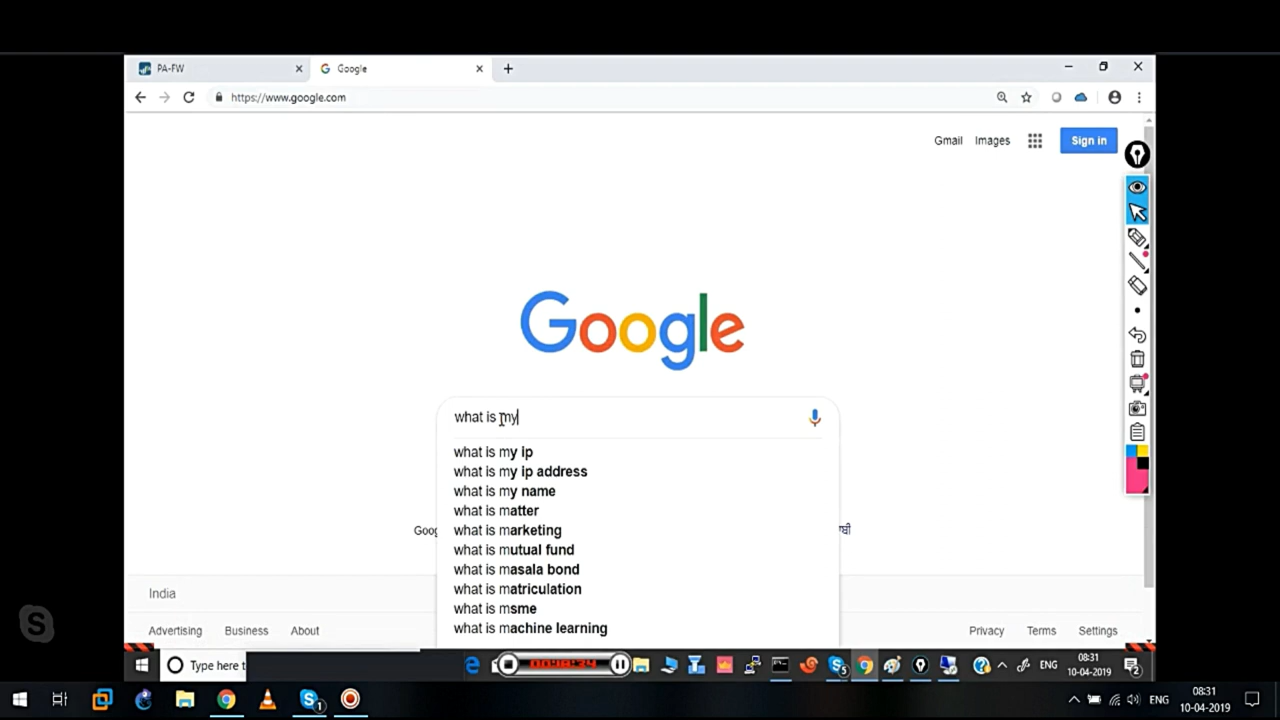 PA-FW
Google
https://www.google.com
Gmail Images Sign in
Google
what is my
what is my ip
what is my ip address
what is my name
what is matter
what is marketing
what is mutual fund
what is masala bond
what is matriculation
what is msme
what is machine learning
India
Advertising Business About
Privacy Terms Settings
Type here t
ENG
08:31
10-04-2019
2
5
S
1
ENG
08:31
10-04-2019